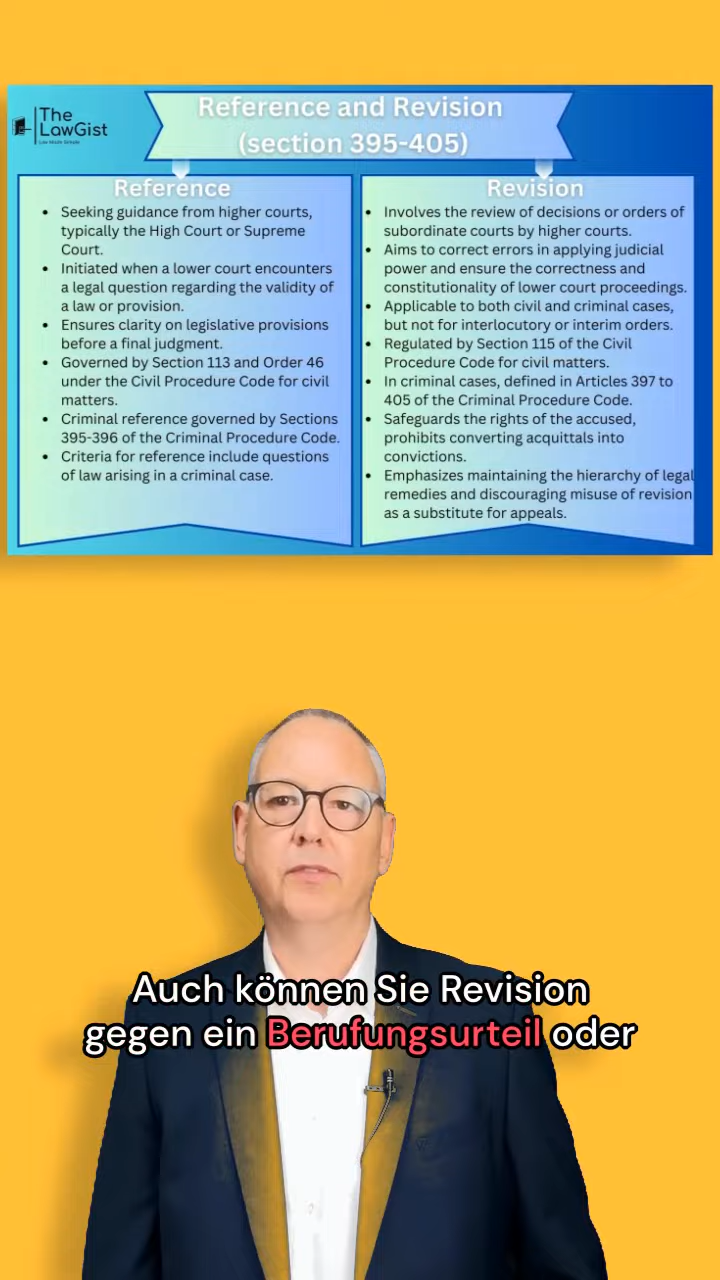 The
LawGist
Reference and Revision
(section 395-405)
Reference
• Seeking guidance from higher courts,
typically the High Court or Supreme
Court.
• Initiated when a lower court encounters
a legal question regarding the validity of
a law or provision.
• Ensures clarity on legislative provisions
before a final judgment.
• Governed by Section 113 and Order 46
under the Civil Procedure Code for civil
matters.
• Criminal reference governed by Sections
395-396 of the Criminal Procedure Code.
• Criteria for reference include questions
of law arising in a criminal case.
Revision
• Involves the review of decisions or orders of
subordinate courts by higher courts.
• Aims to correct errors in applying judicial
power and ensure the correctness and
constitutionality of lower court proceedings.
• Applicable to both civil and criminal cases,
but not for interlocutory or interim orders.
• Regulated by Section 115 of the Civil
Procedure Code for civil matters.
• In criminal cases, defined in Articles 397 to
405 of the Criminal Procedure Code.
• Safeguards the rights of the accused,
prohibits converting acquittals into
convictions.
• Emphasizes maintaining the hierarchy of legal
remedies and discouraging misuse of revision
as a substitute for appeals.
Auch können Sie Revision
gegen ein Berufungsurteil oder